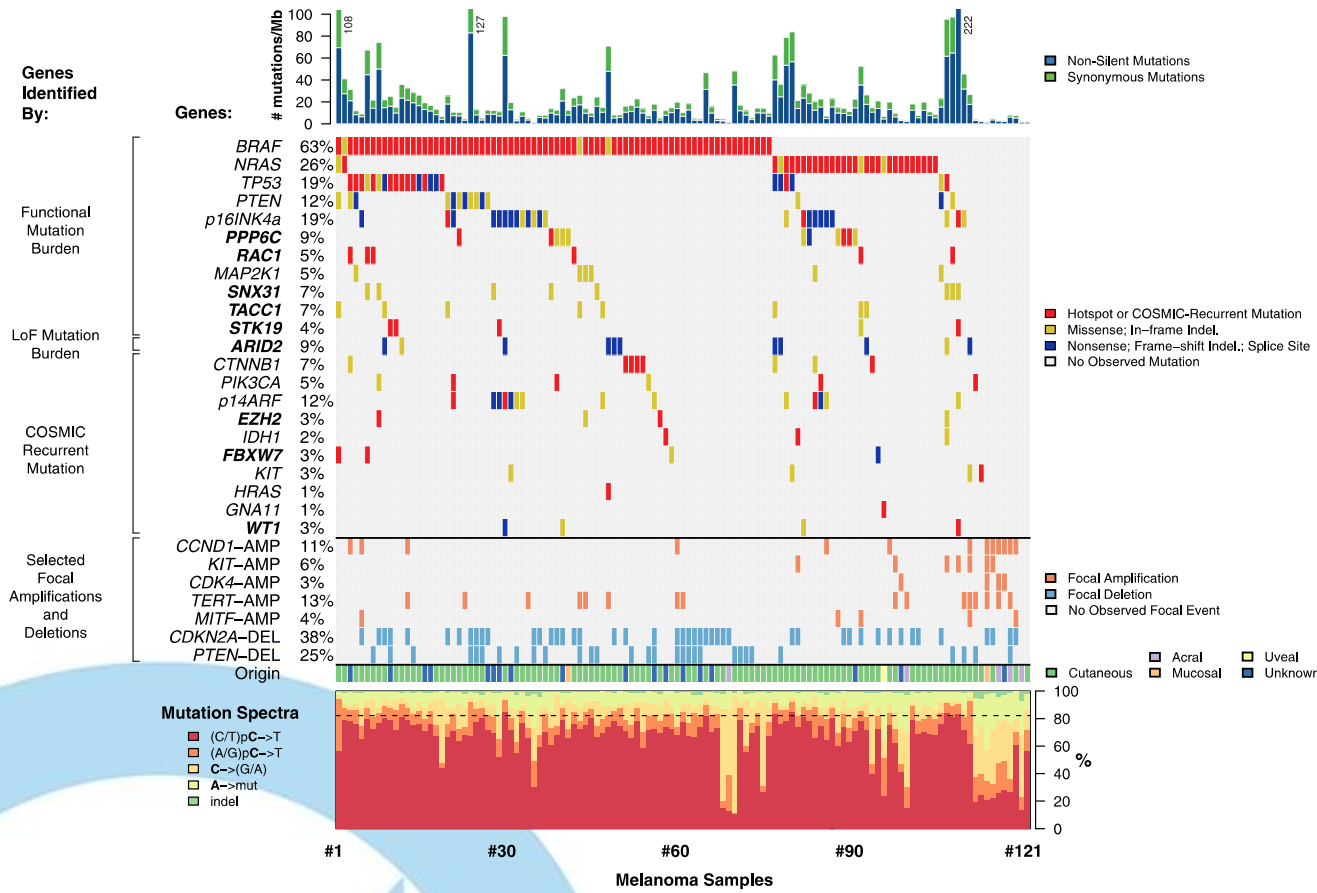 # mutations/Mb
100
80
60
40
20
0
108
127
222
Non-Silent Mutations
Synonymous Mutations
Genes
Identified
By:
Genes:
Functional
Mutation
Burden
LoF Mutation
Burden
COSMIC
Recurrent
Mutation
Selected
Focal
Amplifications
and
Deletions
BRAF 63%
NRAS 26%
TP53 19%
PTEN 12%
p16INK4a 19%
PPP6C 9%
RAC1 5%
MAP2K1 5%
SNX31 7%
TACC1 7%
STK19 4%
ARID2 9%
CTNNB1 7%
PIK3CA 5%
p14ARF 12%
EZH2 3%
IDH1 2%
FBXW7 3%
KIT 3%
HRAS 1%
GNA11 1%
WT1 3%
CCND1–AMP 11%
KIT–AMP 6%
CDK4–AMP 3%
TERT–AMP 13%
MITF–AMP 4%
CDKN2A–DEL 38%
PTEN–DEL 25%
Origin
Hotspot or COSMIC-Recurrent Mutation
Missense; In–frame Indel.
Nonsense; Frame–shift Indel.; Splice Site
No Observed Mutation
Focal Amplification
Focal Deletion
No Observed Focal Event
Acral Uveal
Cutaneous Mucosal Unknowr
Mutation Spectra
(C/T)pC–>T
(A/G)pC–>T
C–>(G/A)
A–>mut
indel
100
80
60
40
20
0
%
#1 #30 #60 #90 #121
Melanoma Samples